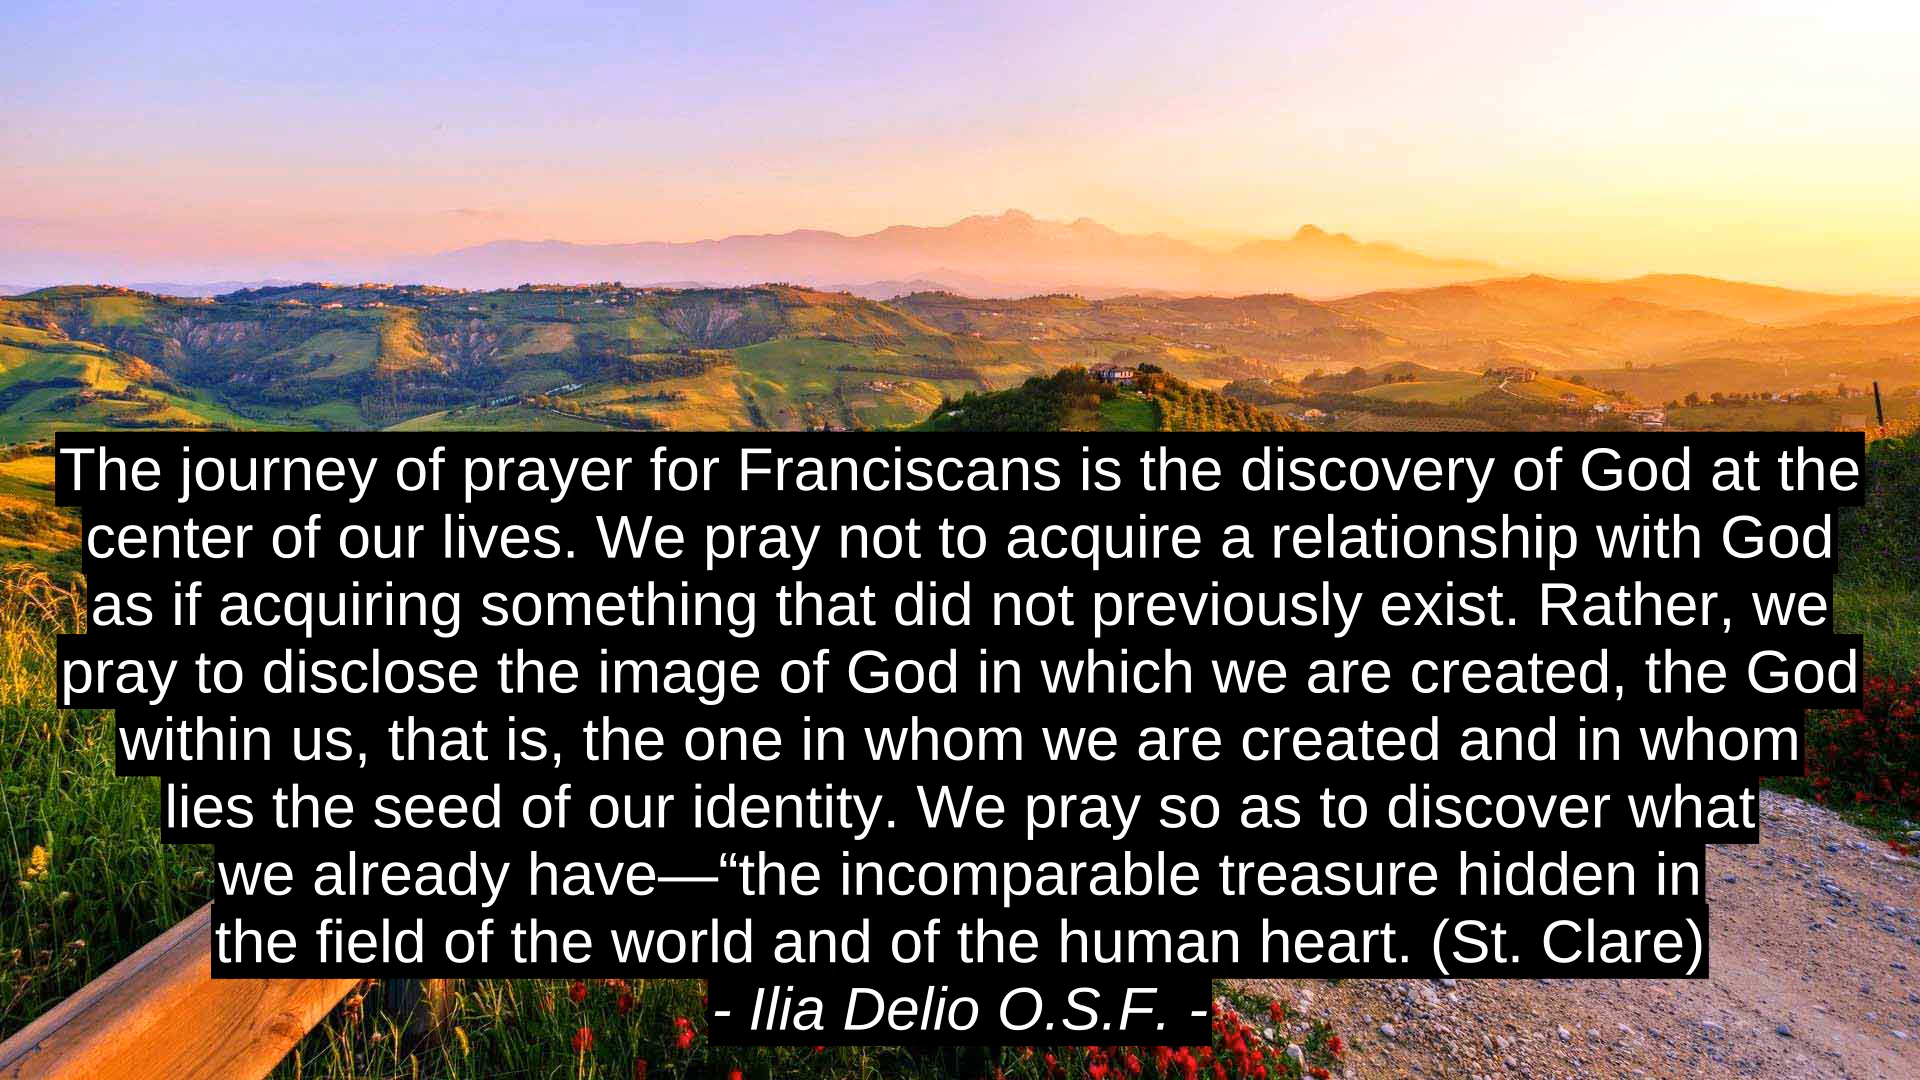 The journey of prayer for Franciscans is the discovery of God at the
center of our lives. We pray not to acquire a relationship with God
as if acquiring something that did not previously exist. Rather, we
pray to disclose the image of God in which we are created, the God
within us, that is, the one in whom we are created and in whom
lies the seed of our identity. We pray so as to discover what
we already have—“the incomparable treasure hidden in
the field of the world and of the human heart. (St. Clare)
- Ilia Delio O.S.F. -